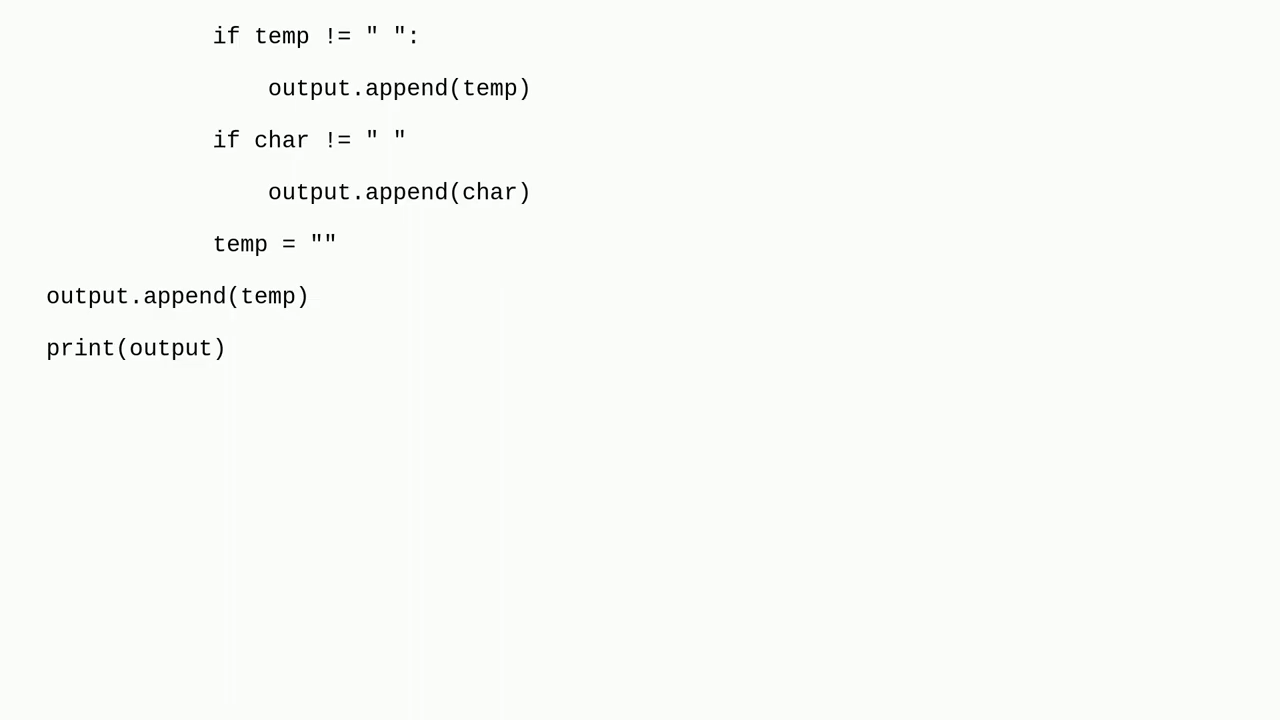 if temp != " ":
output.append(temp)
if char != " "
output.append(char)
temp = ""
output.append(temp)
print(output)